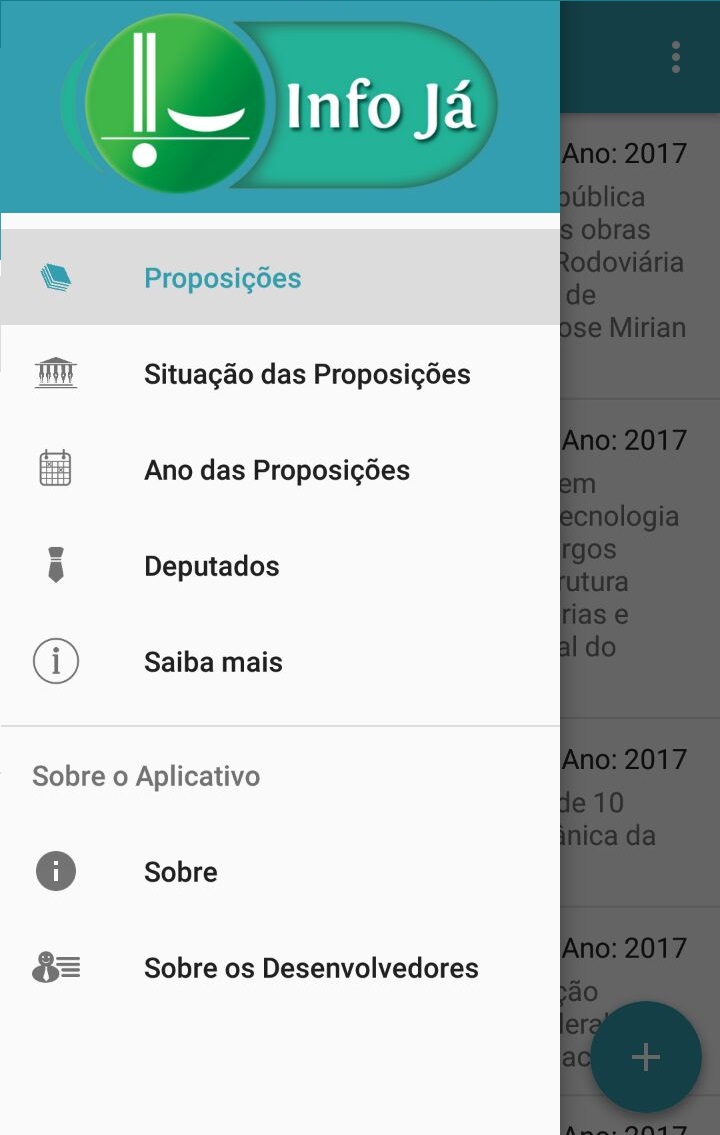 Info Já
Proposições
Situação das Proposições
Ano das Proposições
Deputados
Saiba mais
Sobre o Aplicativo
Sobre
Sobre os Desenvolvedores
Ano: 2017
pública
s obras
Rodoviária
de
ose Mirian
Ano: 2017
em
ecnologia
rgos
rutura
rias e
al do
Ano: 2017
de 10
ânica da
Ano: 2017
ção
dera
ac
Ano: 2017